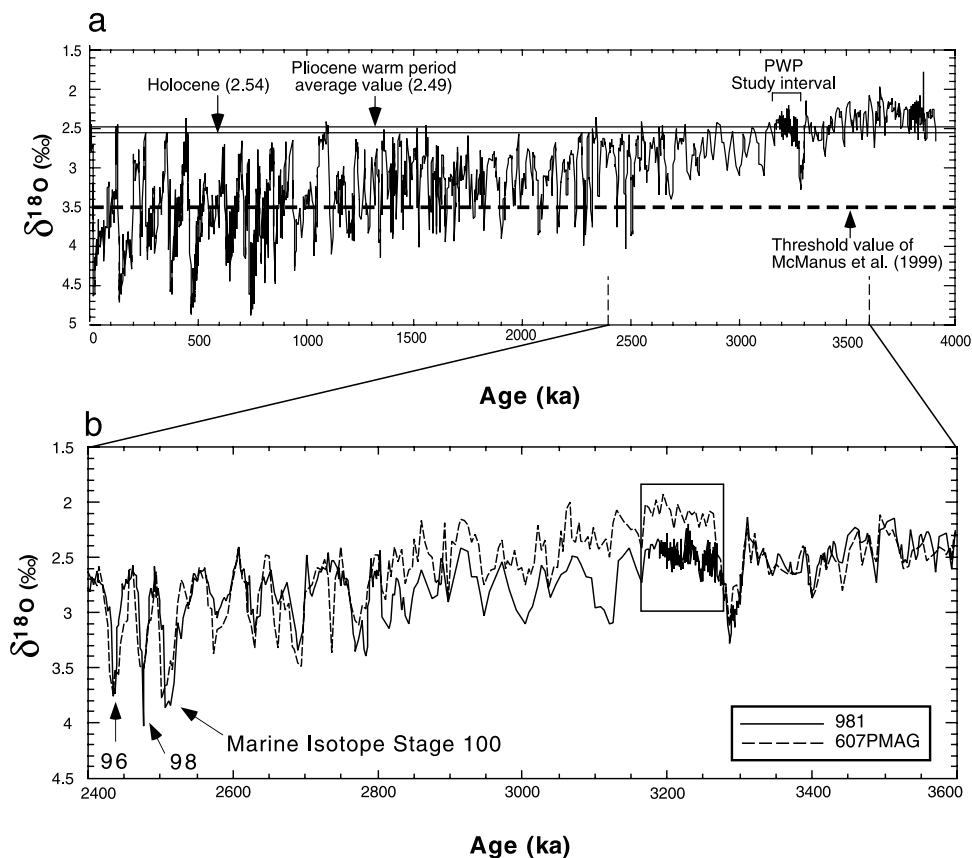 a
1.5
2
2.5
3.0
3.5
4
4.5
5
δ18O (‰)
Holocene (2.54)
Pliocene warm period
average value (2.49)
PWP
Study interval
Threshold value of
McManus et al. (1999)
0 500 1000 1500 2000 2500 3000 3500 4000
Age (ka)
b
1.5
2
2.5
3
3.5
4
4.5
δ18O (‰)
96
98
Marine Isotope Stage 100
981
607PMAG
2400 2600 2800 3000 3200 3400 3600
Age (ka)